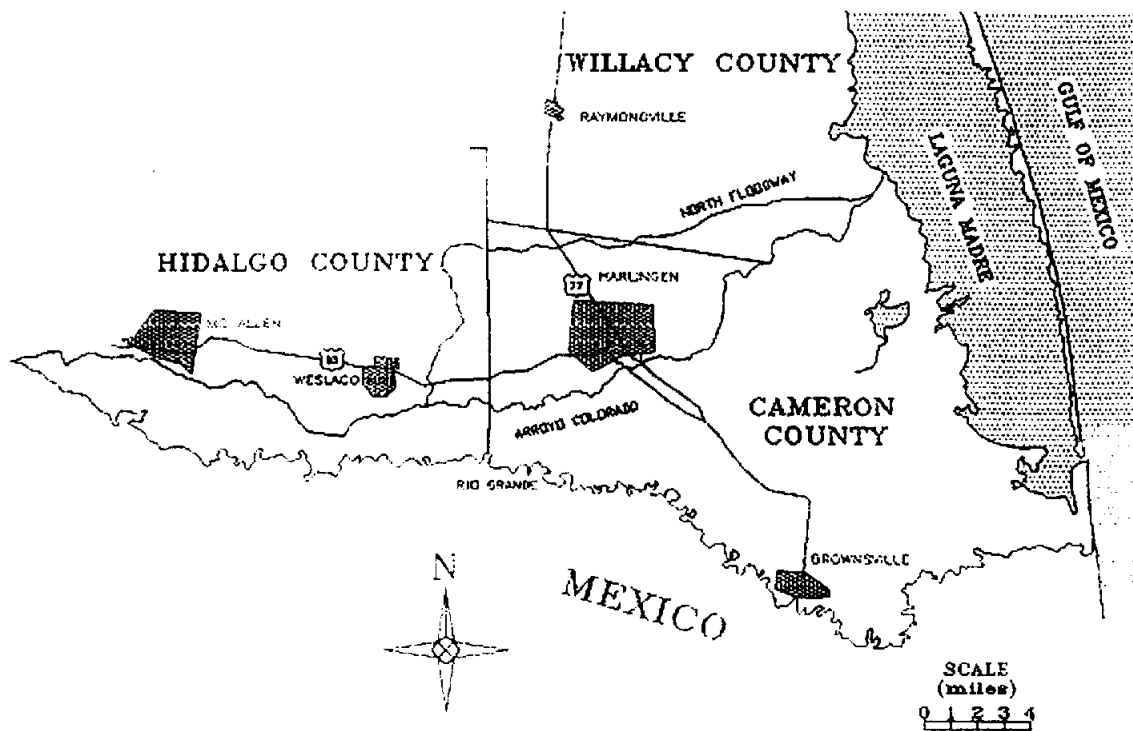 WILLACY COUNTY
RAYMONDVILLE
GULF OF MEXICO
LAGUNA MADRE
NORTH FLOODWAY
HIDALGO COUNTY
HARLINGEN
77
MC ALLEN
83
WESLACO
ARROYO COLORADO
CAMERON
COUNTY
RIO GRANDE
BROWNSVILLE
N
MEXICO
SCALE
(miles)
0 1 2 3 4